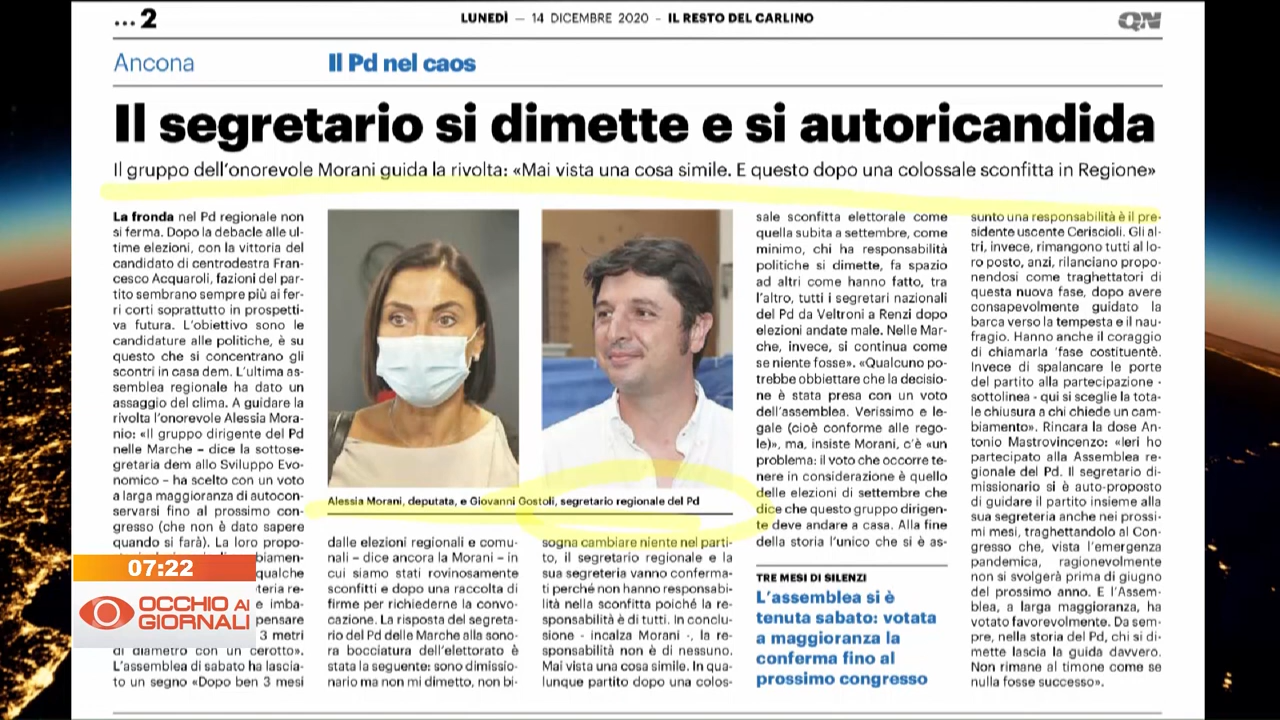 ...2
LUNEDÌ — 14 DICEMBRE 2020 – IL RESTO DEL CARLINO
QN
Ancona
Il Pd nel caos
Il segretario si dimette e si autoricandida
Il gruppo dell'onorevole Morani guida la rivolta: «Mai vista una cosa simile. E questo dopo una colossale sconfitta in Regione»
La fronda nel Pd regionale non
si ferma. Dopo la debacle alle ul-
time elezioni, con la vittoria del
candidato di centrodestra Fran-
cesco Acquaroli, fazioni del par-
tito sembrano sempre più ai fer-
ri corti soprattutto in prospetti-
va futura. L'obiettivo sono le
candidature alle politiche, è su
questo che si concentrano gli
scontri in casa dem. L'ultima as-
semblea regionale ha dato un
assaggio del clima. A guidare la
rivolta l'onorevole Alessia Mora-
nio: «Il gruppo dirigente del Pd
nelle Marche – dice la sottose-
gretaria dem allo Sviluppo Evo-
nomico – ha scelto con un voto
a larga maggioranza di autocon-
servarsi fino al prossimo con-
gresso (che non è dato sapere
quando si farà). La loro propo-
biamen-
qualche
teria re-
e imba-
pensare
3 metri
di diametro con un cerotto».
L'assemblea di sabato ha lascia-
to un segno «Dopo ben 3 mesi
Alessia Morani, deputata, e Giovanni Gostoli, segretario regionale del Pd
dalle elezioni regionali e comu-
nali – dice ancora la Morani – in
cui siamo stati rovinosamente
sconfitti e dopo una raccolta di
firme per richiederne la convo-
cazione. La risposta del segreta-
rio del Pd delle Marche alla sono-
ra bocciatura dell'elettorato è
stata la seguente: sono dimissio-
nario ma non mi dimetto, non bi-
sogna cambiare niente nel parti-
to, il segretario regionale e la
sua segreteria vanno conferma-
ti perché non hanno responsabi-
lità nella sconfitta poiché la re-
sponsabilità è di tutti. In conclu-
sione - incalza Morani -, la re-
sponsabilità non è di nessuno.
Mai vista una cosa simile. In qua-
lunque partito dopo una colos-
sale sconfitta elettorale come
quella subita a settembre, come
minimo, chi ha responsabilità
politiche si dimette, fa spazio
ad altri come hanno fatto, tra
l'altro, tutti i segretari nazionali
del Pd da Veltroni a Renzi dopo
elezioni andate male. Nelle Mar-
che, invece, si continua come
se niente fosse». «Qualcuno po-
trebbe obbiettare che la decisio-
ne è stata presa con un voto
dell'assemblea. Verissimo e le-
gale (cioè conforme alle rego-
le)», ma, insiste Morani, c'è «un
problema: il voto che occorre te-
nere in considerazione è quello
delle elezioni di settembre che
dice che questo gruppo dirigen-
te deve andare a casa. Alla fine
della storia l'unico che si è as-
TRE MESI DI SILENZI
L'assemblea si è
tenuta sabato: votata
a maggioranza la
conferma fino al
prossimo congresso
sunto una responsabilità è il pre-
sidente uscente Ceriscioli. Gli al-
tri, invece, rimangono tutti al lo-
ro posto, anzi, rilanciano propo-
nendosi come traghettatori di
questa nuova fase, dopo avere
consapevolmente guidato la
barca verso la tempesta e il nau-
fragio. Hanno anche il coraggio
di chiamarla 'fase costituente'.
Invece di spalancare le porte
del partito alla partecipazione -
sottolinea - qui si sceglie la tota-
le chiusura a chi chiede un cam-
biamento». Rincara la dose An-
tonio Mastrovincenzo: «Ieri ho
partecipato alla Assemblea re-
gionale del Pd. Il segretario di-
missionario si è auto-proposto
di guidare il partito insieme alla
sua segreteria anche nei prossi-
mi mesi, traghettandolo al Con-
gresso che, vista l'emergenza
pandemica, ragionevolmente
non si svolgerà prima di giugno
del prossimo anno. E l'Assem-
blea, a larga maggioranza, ha
votato favorevolmente. Da sem-
pre, nella storia del Pd, chi si di-
mette lascia la guida davvero.
Non rimane al timone come se
nulla fosse successo».
07:22
OCCHIO AI
GIORNALI